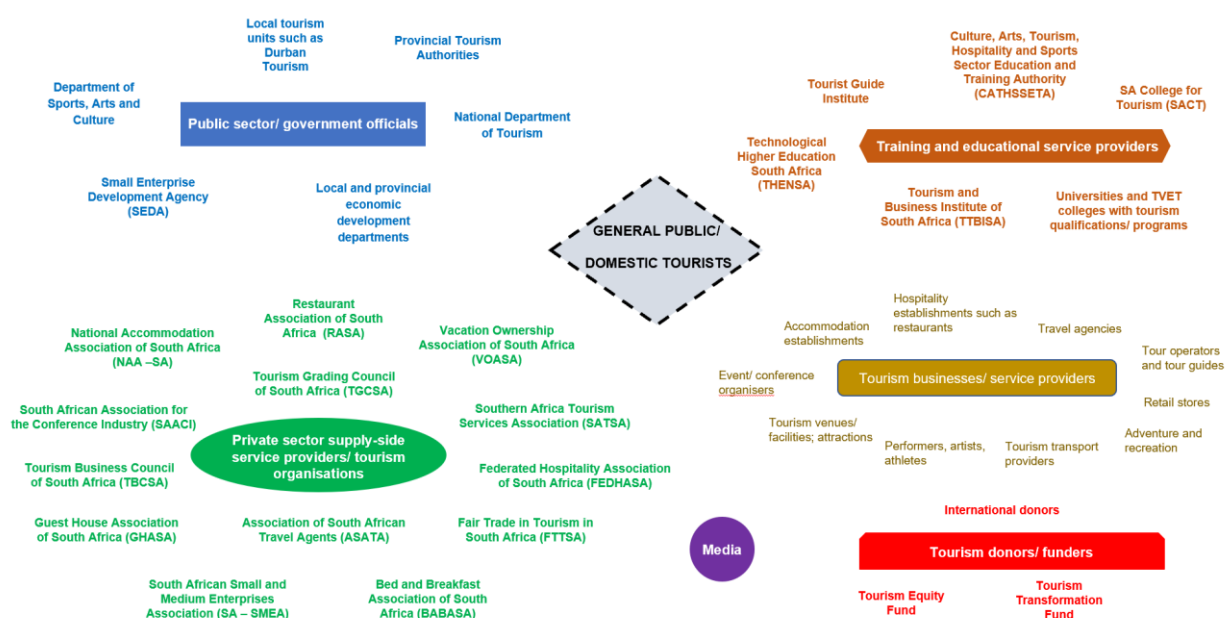 Local tourism
units such as
Durban
Tourism
Provincial Tourism
Authorities
Department of
Sports, Arts and
Culture
Public sector/ government officials
National Department
of Tourism
Small Enterprise
Development Agency
(SEDA)
Local and provincial
economic
development
departments
Culture, Arts, Tourism,
Hospitality and Sports
Sector Education and
Training Authority
(CATHSSETA)
Tourist Guide
Institute
SA College for
Tourism (SACT)
Training and educational service providers
Technological
Higher Education
South Africa
(THENSA)
Tourism and
Business Institute of
South Africa (TTBISA)
Universities and TVET
colleges with tourism
qualifications/ programs
GENERAL PUBLIC/
DOMESTIC TOURISTS
Restaurant
Association of South
Africa (RASA)
National Accommodation
Association of South Africa
(NAA –SA)
Vacation Ownership
Association of South Africa
(VOASA)
Tourism Grading Council
of South Africa (TGCSA)
South African Association for
the Conference Industry (SAACI)
Southern Africa Tourism
Services Association (SATSA)
Private sector supply-side
service providers/ tourism
organisations
Tourism Business Council
of South Africa (TBCSA)
Federated Hospitality Association
of South Africa (FEDHASA)
Guest House Association
of South Africa (GHASA)
Association of South African
Travel Agents (ASATA)
Fair Trade in Tourism in
South Africa (FTTSA)
South African Small and
Medium Enterprises
Association (SA – SMEA)
Bed and Breakfast
Association of South
Africa (BABASA)
Hospitality
establishments such as
restaurants
Accommodation
establishments
Travel agencies
Tour operators
and tour guides
Event/ conference
organisers
Tourism businesses/ service providers
Retail stores
Tourism venues/
facilities; attractions
Performers, artists,
athletes
Tourism transport
providers
Adventure and
recreation
Media
International donors
Tourism donors/ funders
Tourism Equity
Fund
Tourism
Transformation
Fund